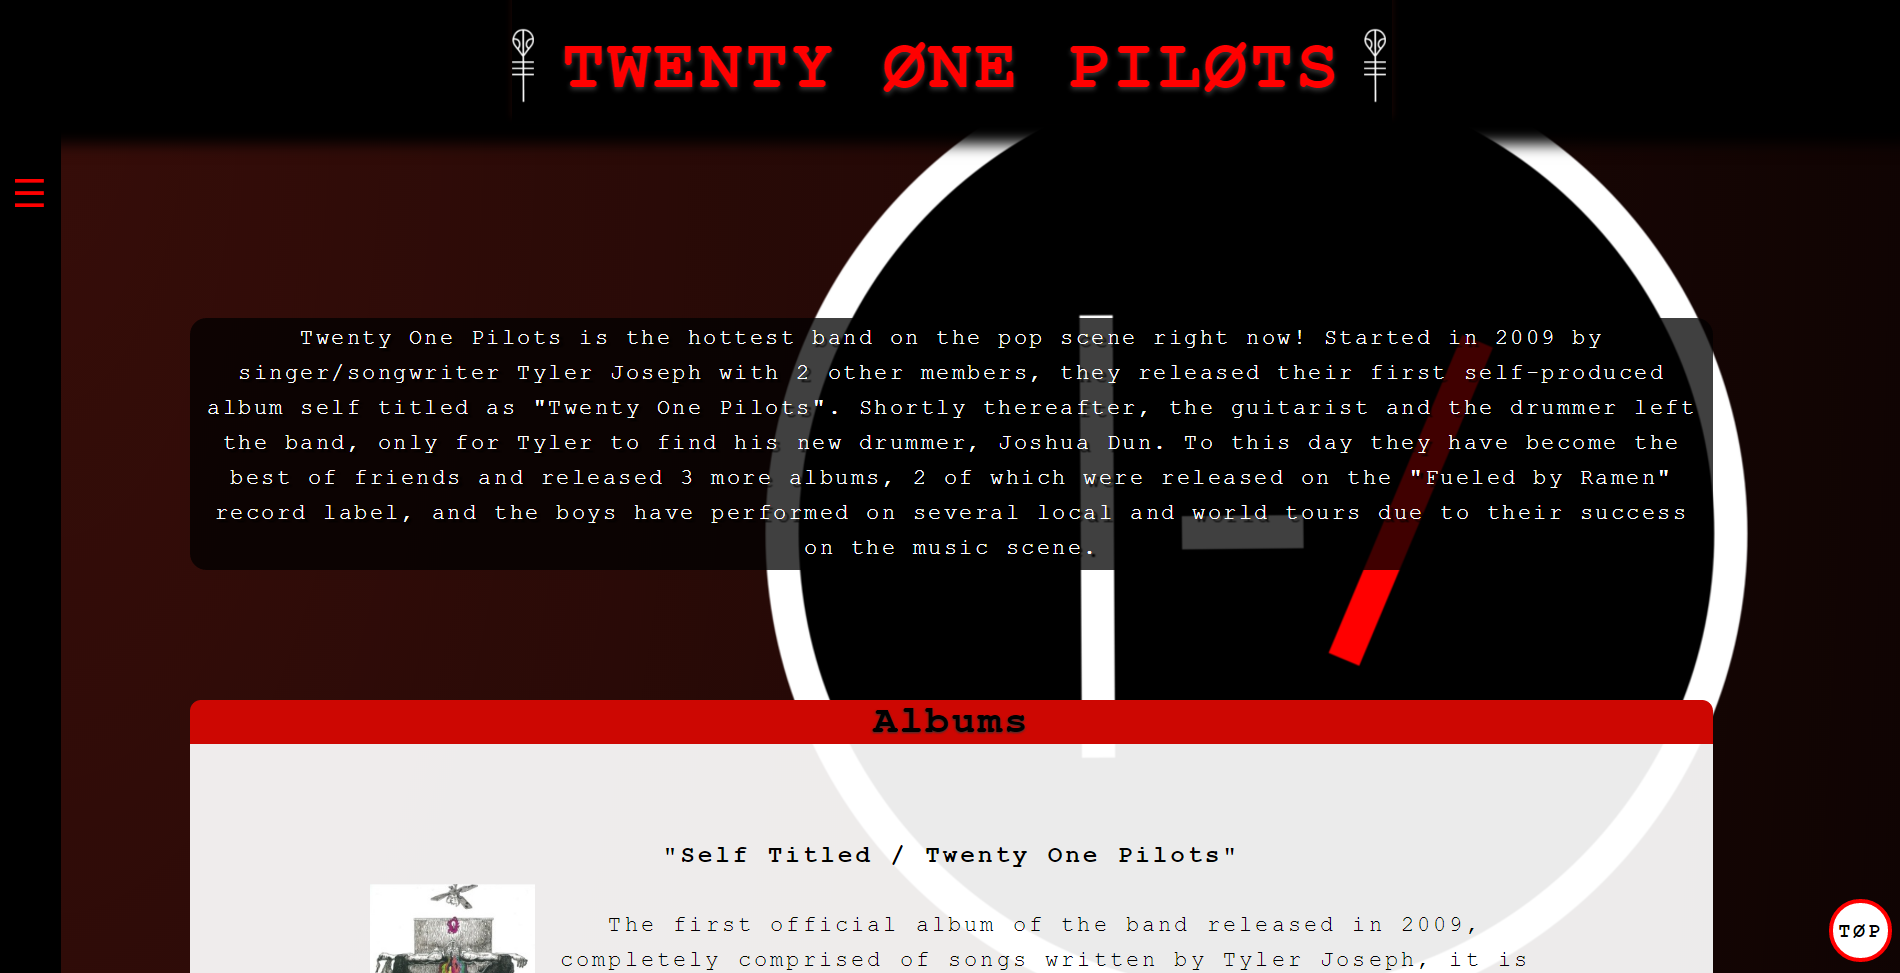 TWENTY ØNE PILØTS
Twenty One Pilots is the hottest band on the pop scene right now! Started in 2009 by
singer/songwriter Tyler Joseph with 2 other members, they released their first self-produced
album self titled as "Twenty One Pilots". Shortly thereafter, the guitarist and the drummer left
the band, only for Tyler to find his new drummer, Joshua Dun. To this day they have become the
best of friends and released 3 more albums, 2 of which were released on the "Fueled by Ramen"
record label, and the boys have performed on several local and world tours due to their success
on the music scene.
Albums
"Self Titled / Twenty One Pilots"
The first official album of the band released in 2009,
completely comprised of songs written by Tyler Joseph, it is
TØP